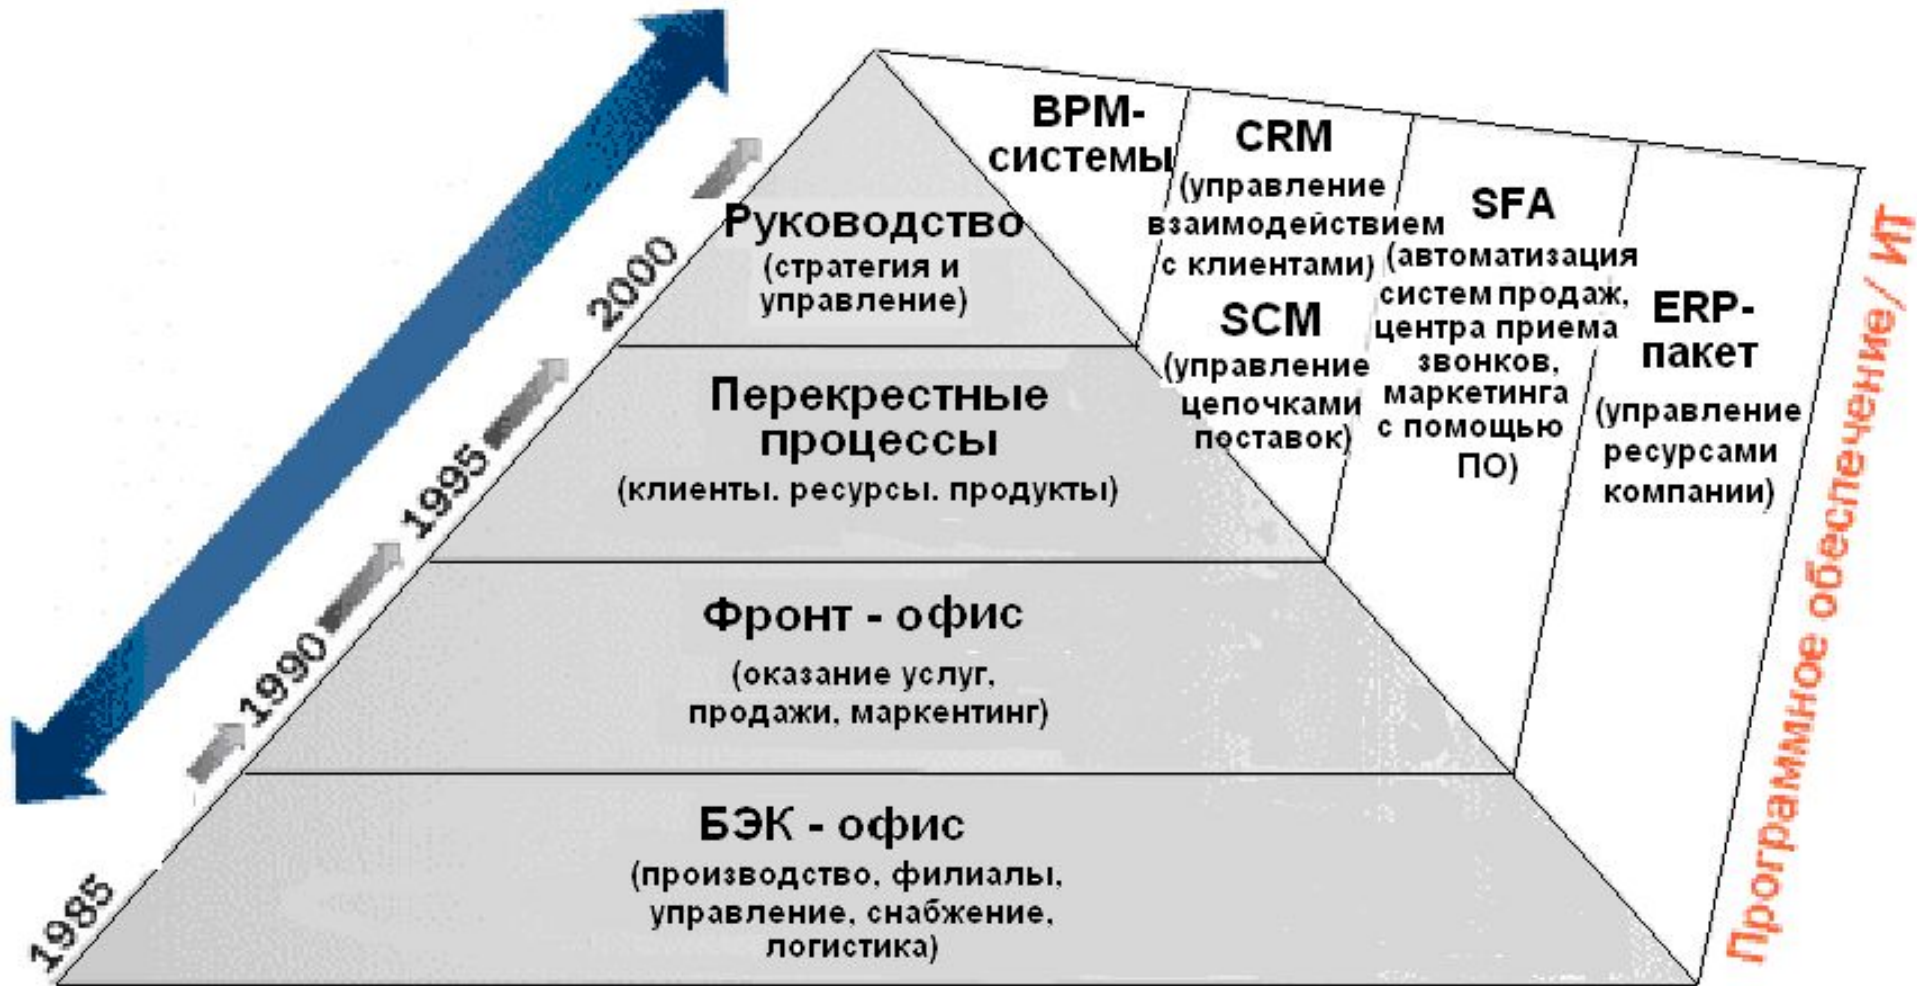 BPM-
системы
CRM
(управление
взаимодействием
с клиентами)
SCM
(управление
цепочками
поставок)
SFA
(автоматизация
систем продаж,
центра приема
звонков,
маркетинга
с помощью
ПО)
ERP-
пакет
(управление
ресурсами
компании)
Программное обеспечение/ ИТ
Руководство
(стратегия и
управление)
Перекрестные
процессы
(клиенты. ресурсы. продукты)
Фронт - офис
(оказание услуг,
продажи, маркентинг)
БЭК - офис
(производство, филиалы,
управление, снабжение,
логистика)
1985
1990
1995
2000